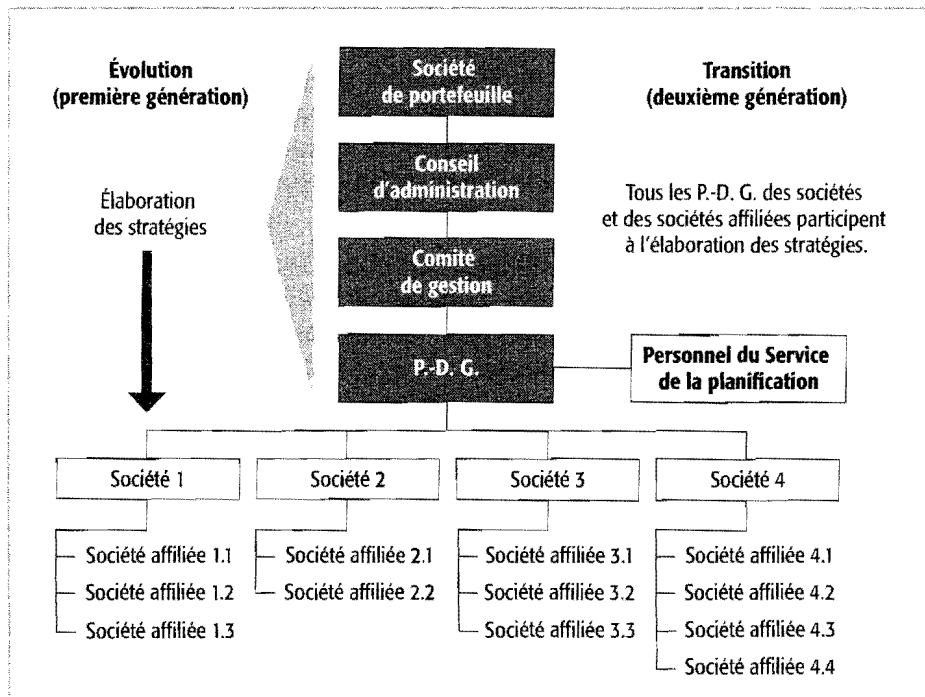 Évolution
(première génération)
Société
de portefeuille
Transition
(deuxième génération)
Conseil
d'administration
Élaboration
des stratégies
Tous les P.-D. G. des sociétés
et des sociétés affiliées participent
à l'élaboration des stratégies.
Comité
de gestion
P.-D. G.
Personnel du Service
de la planification
Société 1
Société 2
Société 3
Société 4
Société affiliée 1.1
Société affiliée 1.2
Société affiliée 1.3
Société affiliée 2.1
Société affiliée 2.2
Société affiliée 3.1
Société affiliée 3.2
Société affiliée 3.3
Société affiliée 4.1
Société affiliée 4.2
Société affiliée 4.3
Société affiliée 4.4